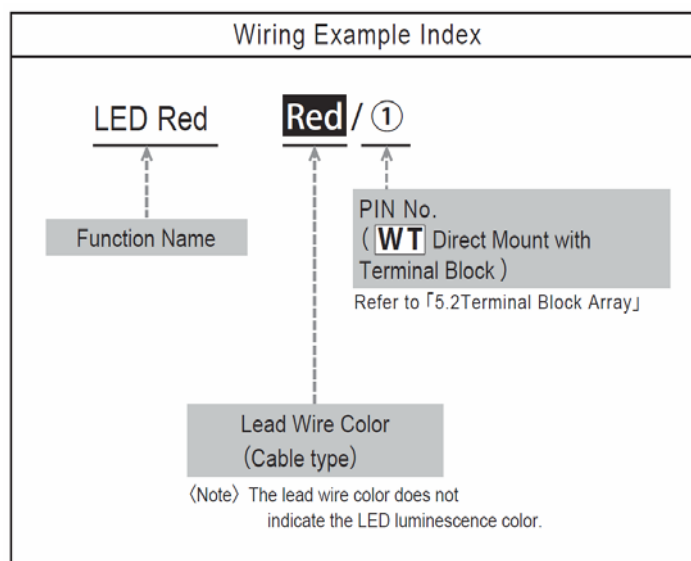 Wiring Example Index
LED Red Red / ①
Function Name
PIN No.
( WT Direct Mount with
Terminal Block )
Refer to「5.2Terminal Block Array」
Lead Wire Color
(Cable type)
〈Note〉 The lead wire color does not
indicate the LED luminescence color.